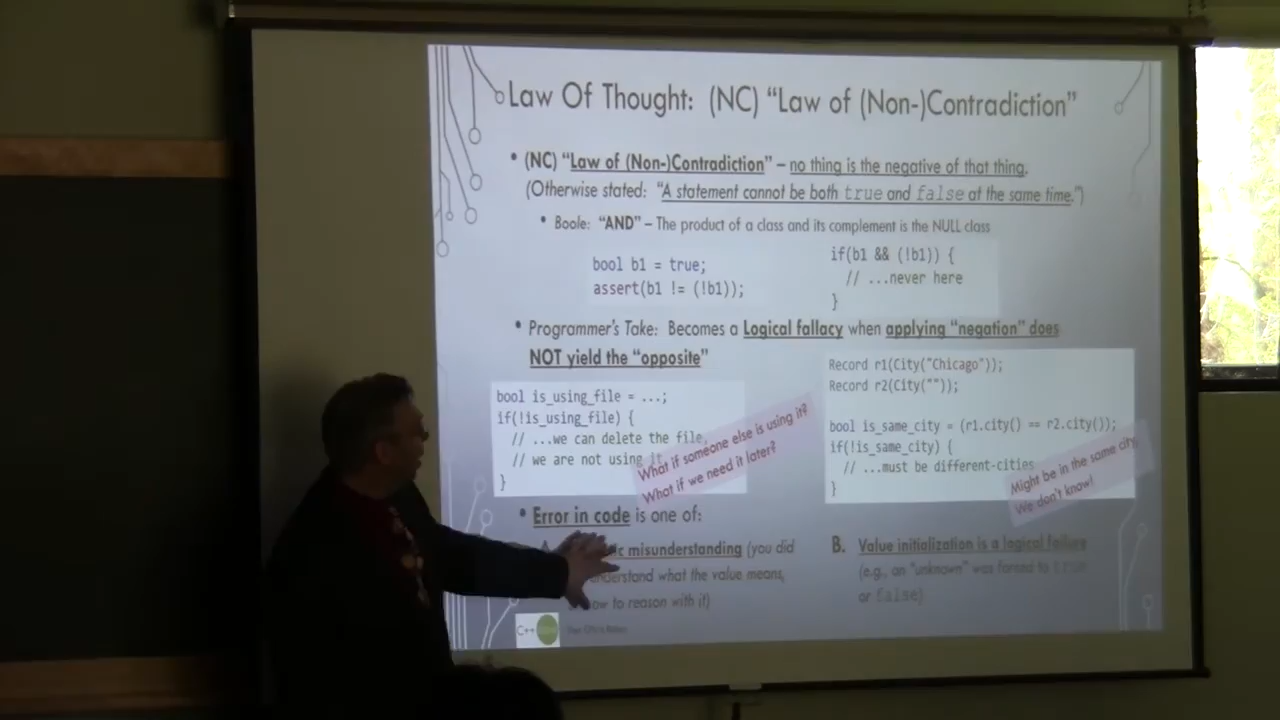 Law Of Thought: (NC) “Law of (Non-)Contradiction”
• (NC) “Law of (Non-)Contradiction” – no thing is the negative of that thing.
(Otherwise stated: “A statement cannot be both true and false at the same time.”)
• Boole: “AND” – The product of a class and its complement is the NULL class
bool b1 = true;
assert(b1 != (!b1));
if(b1 && (!b1)) {
// ...never here
}
• Programmer's Take: Becomes a Logical fallacy when applying “negation” does
NOT yield the “opposite”
bool is_using_file = ...;
if(!is_using_file) {
// ...we can delete the file,
// we are not using
}
What if someone else is using it?
What if we need it later?
Record r1(City("Chicago"));
Record r2(City(""));
bool is_same_city = (r1.city() == r2.city());
if(!is_same_city) {
// ...must be different-cities
}
Might be in the same city,
We don't know!
• Error in code is one of:
misunderstanding (you did
what the value means,
to reason with it)
B. Value initialization is a logical failure
(e.g., an “unknown” was forced to true
or false)
C++